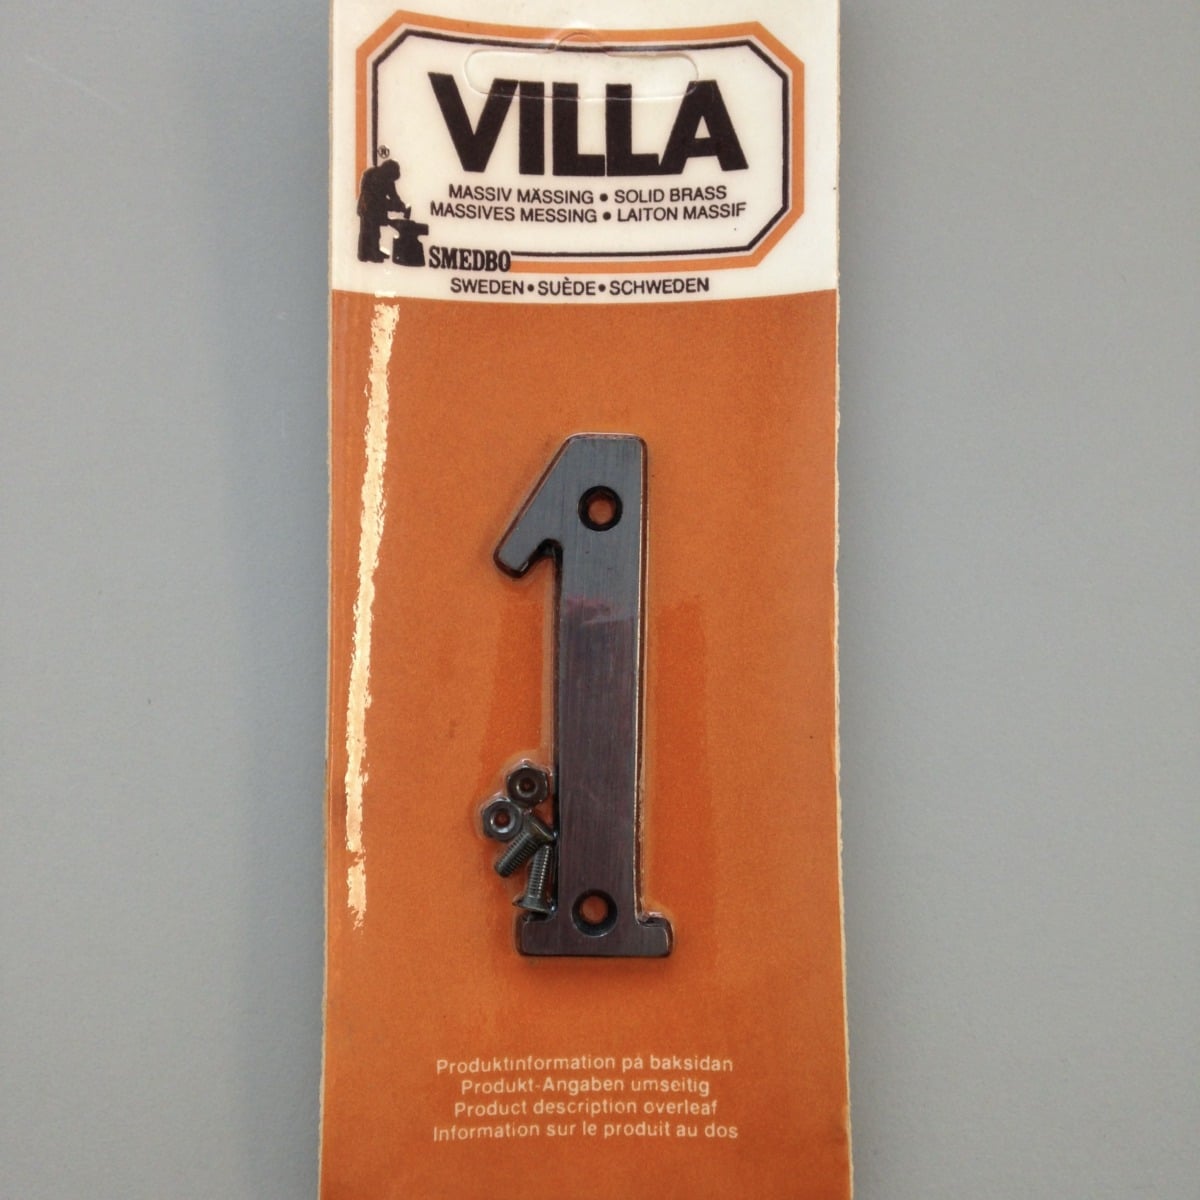 VILLA
®
MASSIV MÄSSING • SOLID BRASS
MASSIVES MESSING • LAITON MASSIF
SMEDBO
SWEDEN • SUÈDE • SCHWEDEN
1
Produktinformation på baksidan
Produkt-Angaben umseitig
Product description overleaf
Information sur le produit au dos